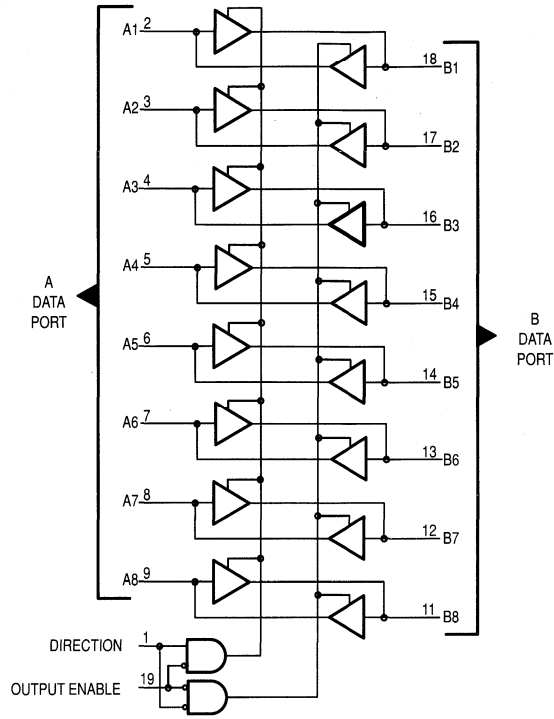 A1 2
18 B1
A2 3
17 B2
A3 4
16 B3
A4 5
15 B4
A
DATA
PORT
B
DATA
PORT
A5 6
14 B5
A6 7
13 B6
A7 8
12 B7
A8 9
11 B8
DIRECTION 1
OUTPUT ENABLE 19